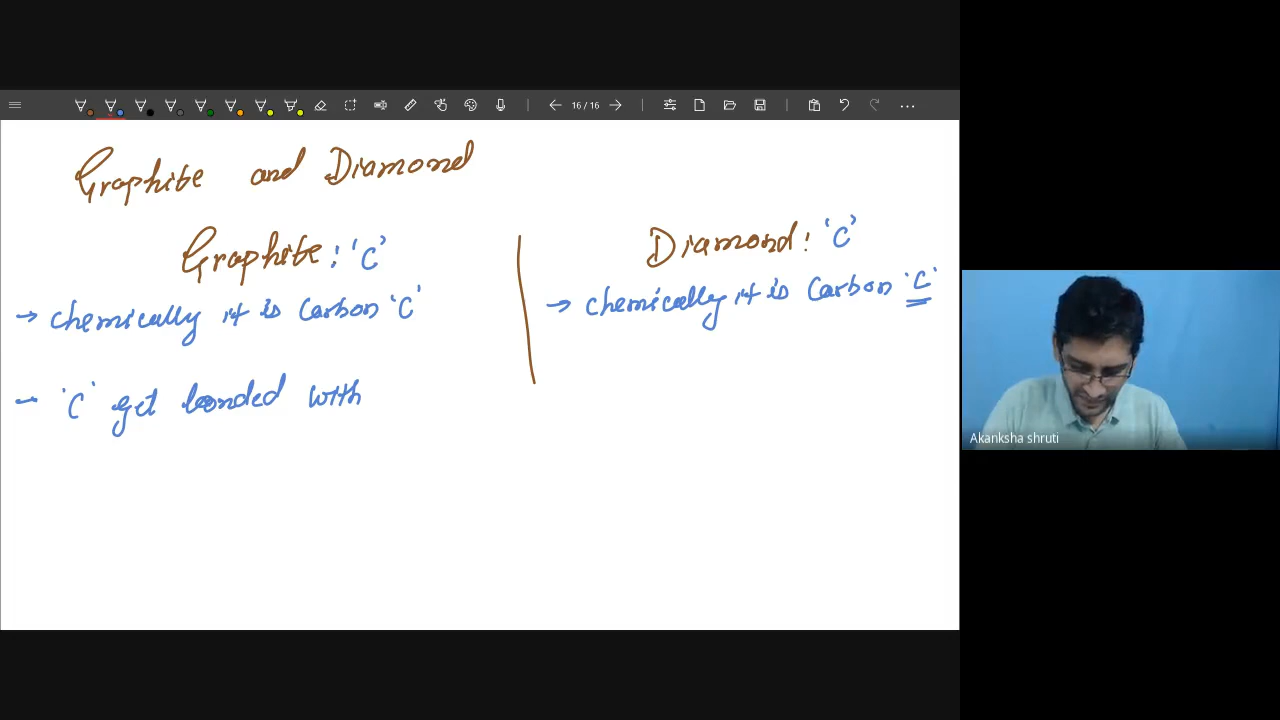 16 / 16
Graphite and Diamond
Graphite : 'C'
Diamond : 'C'
→ chemically it is Carbon 'C'
→ chemically it is Carbon 'C'
- 'C' get bonded with
Akanksha shruti